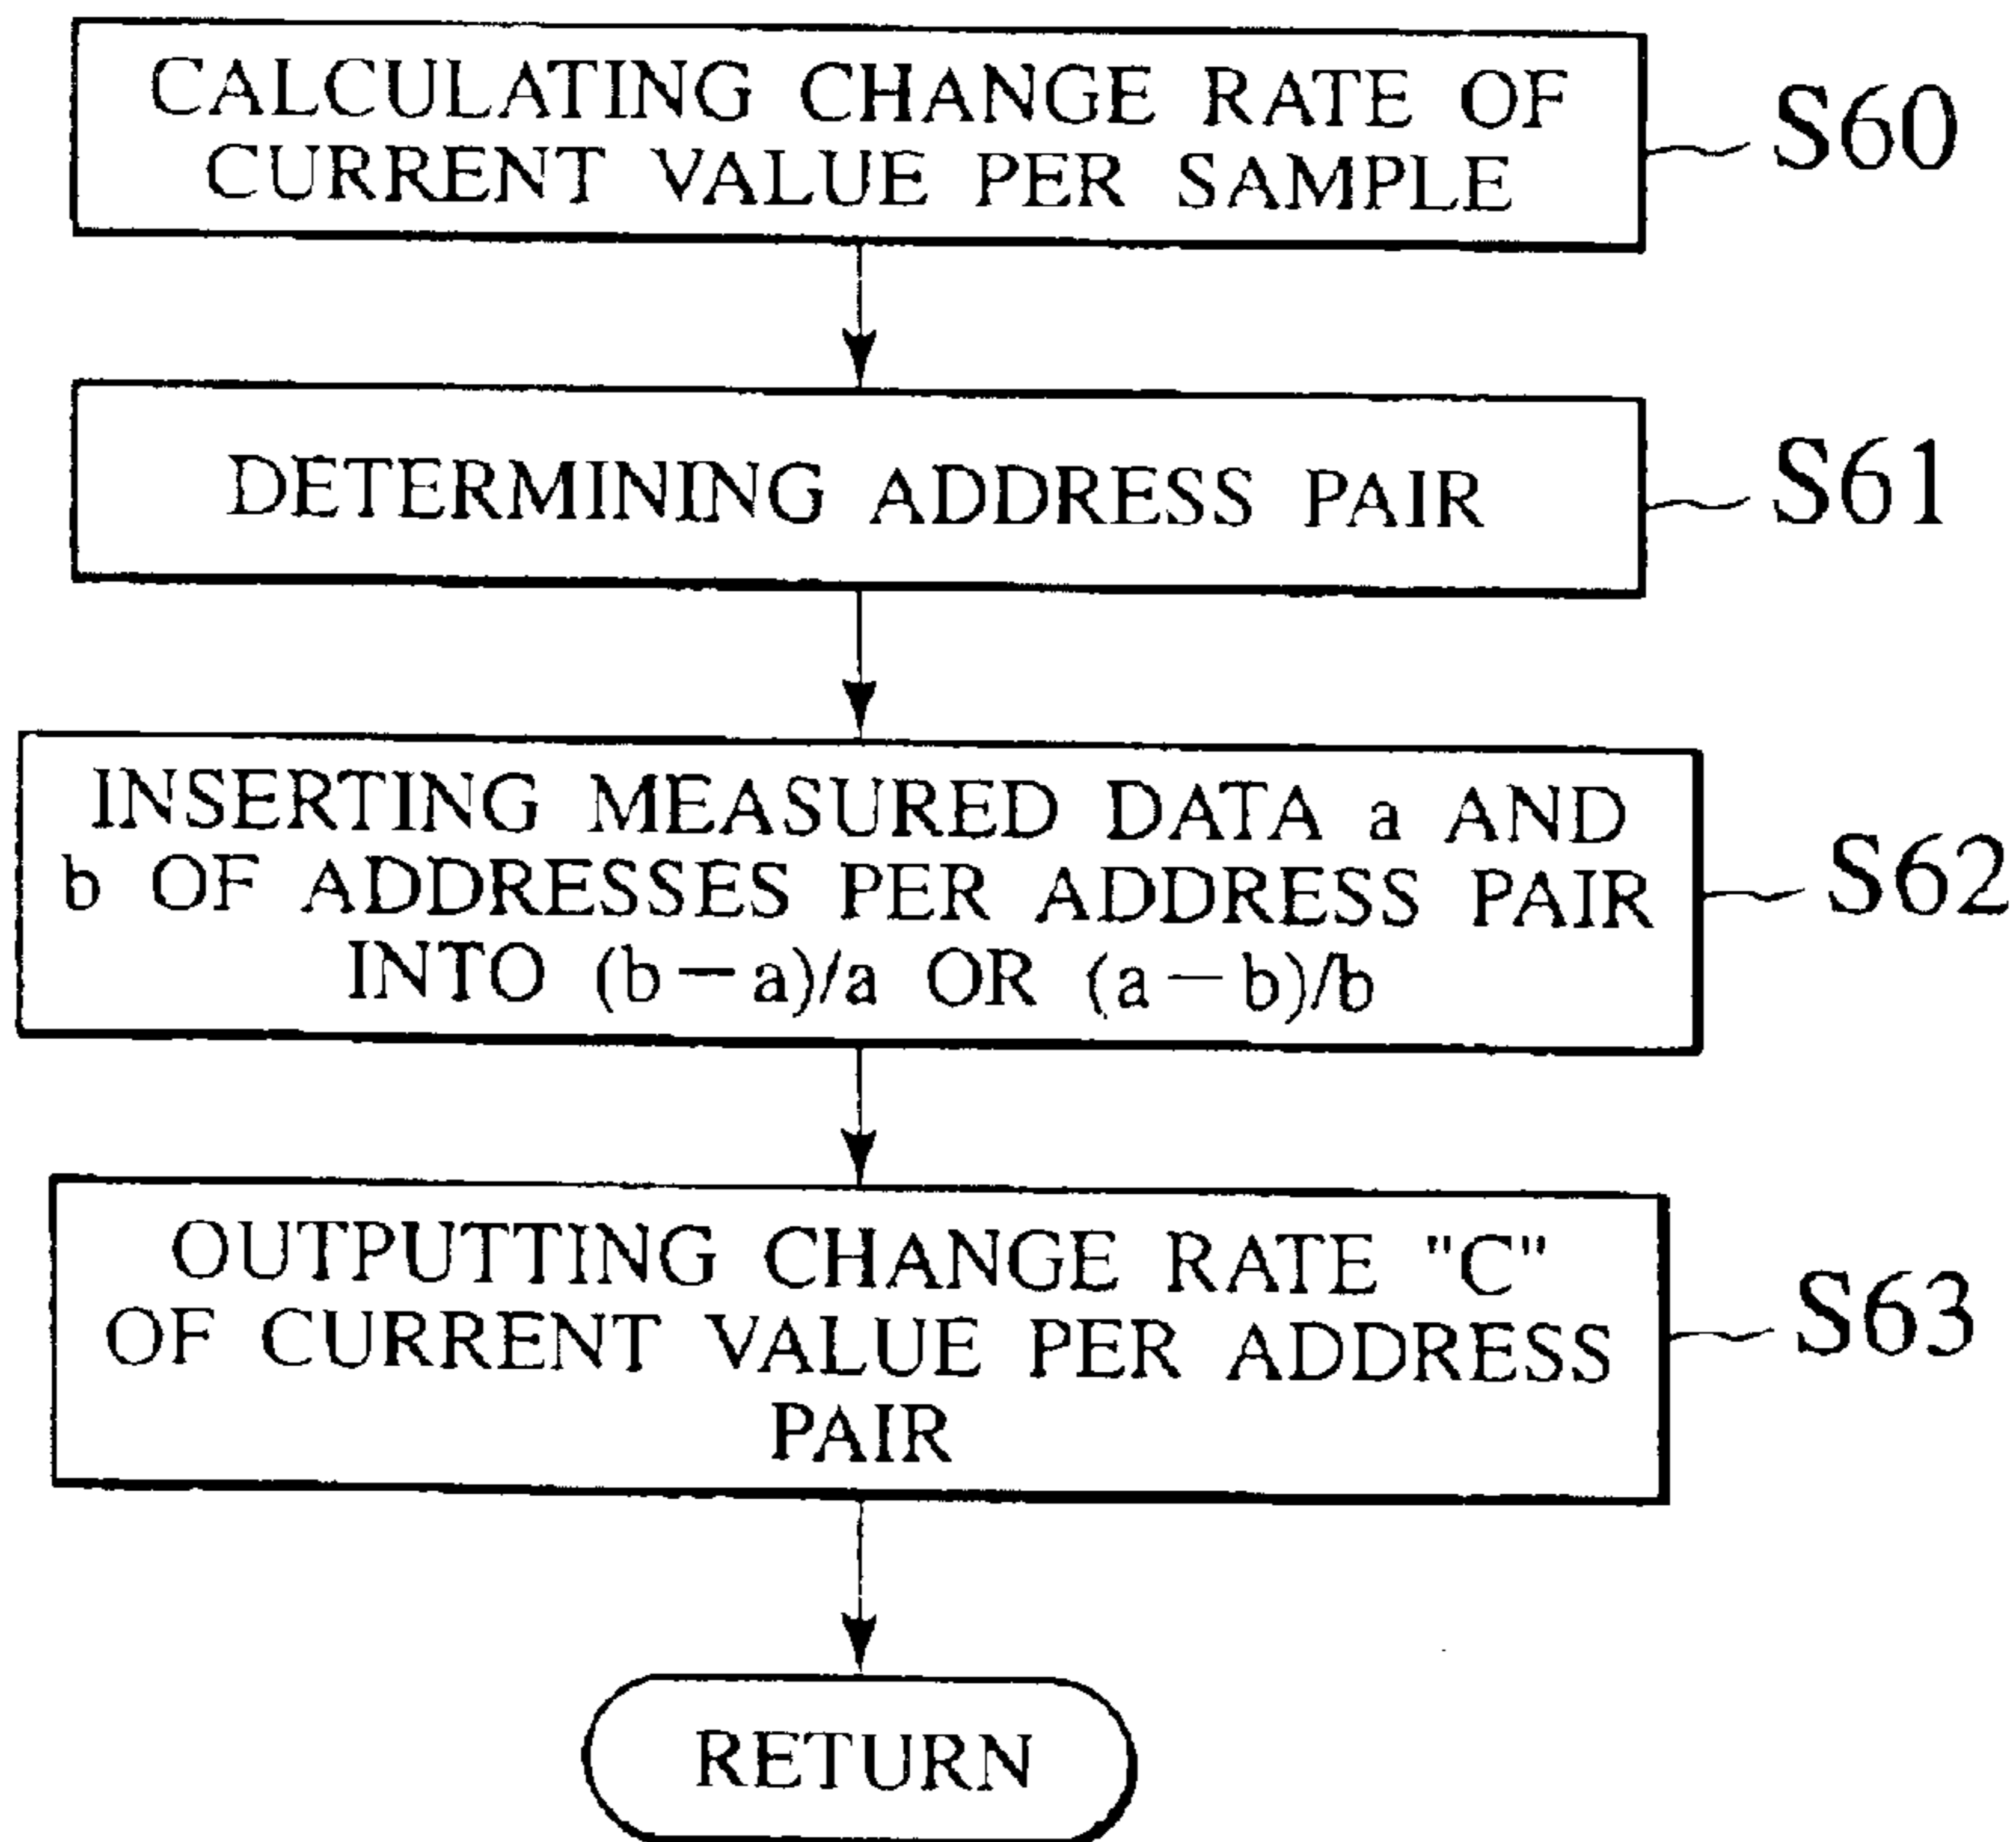 CALCULATING CHANGE RATE OF
CURRENT VALUE PER SAMPLE
S60
DETERMINING ADDRESS PAIR
S61
INSERTING MEASURED DATA a AND
b OF ADDRESSES PER ADDRESS PAIR
INTO (b－a)/a OR (a－b)/b
S62
OUTPUTTING CHANGE RATE "C"
OF CURRENT VALUE PER ADDRESS
PAIR
S63
RETURN